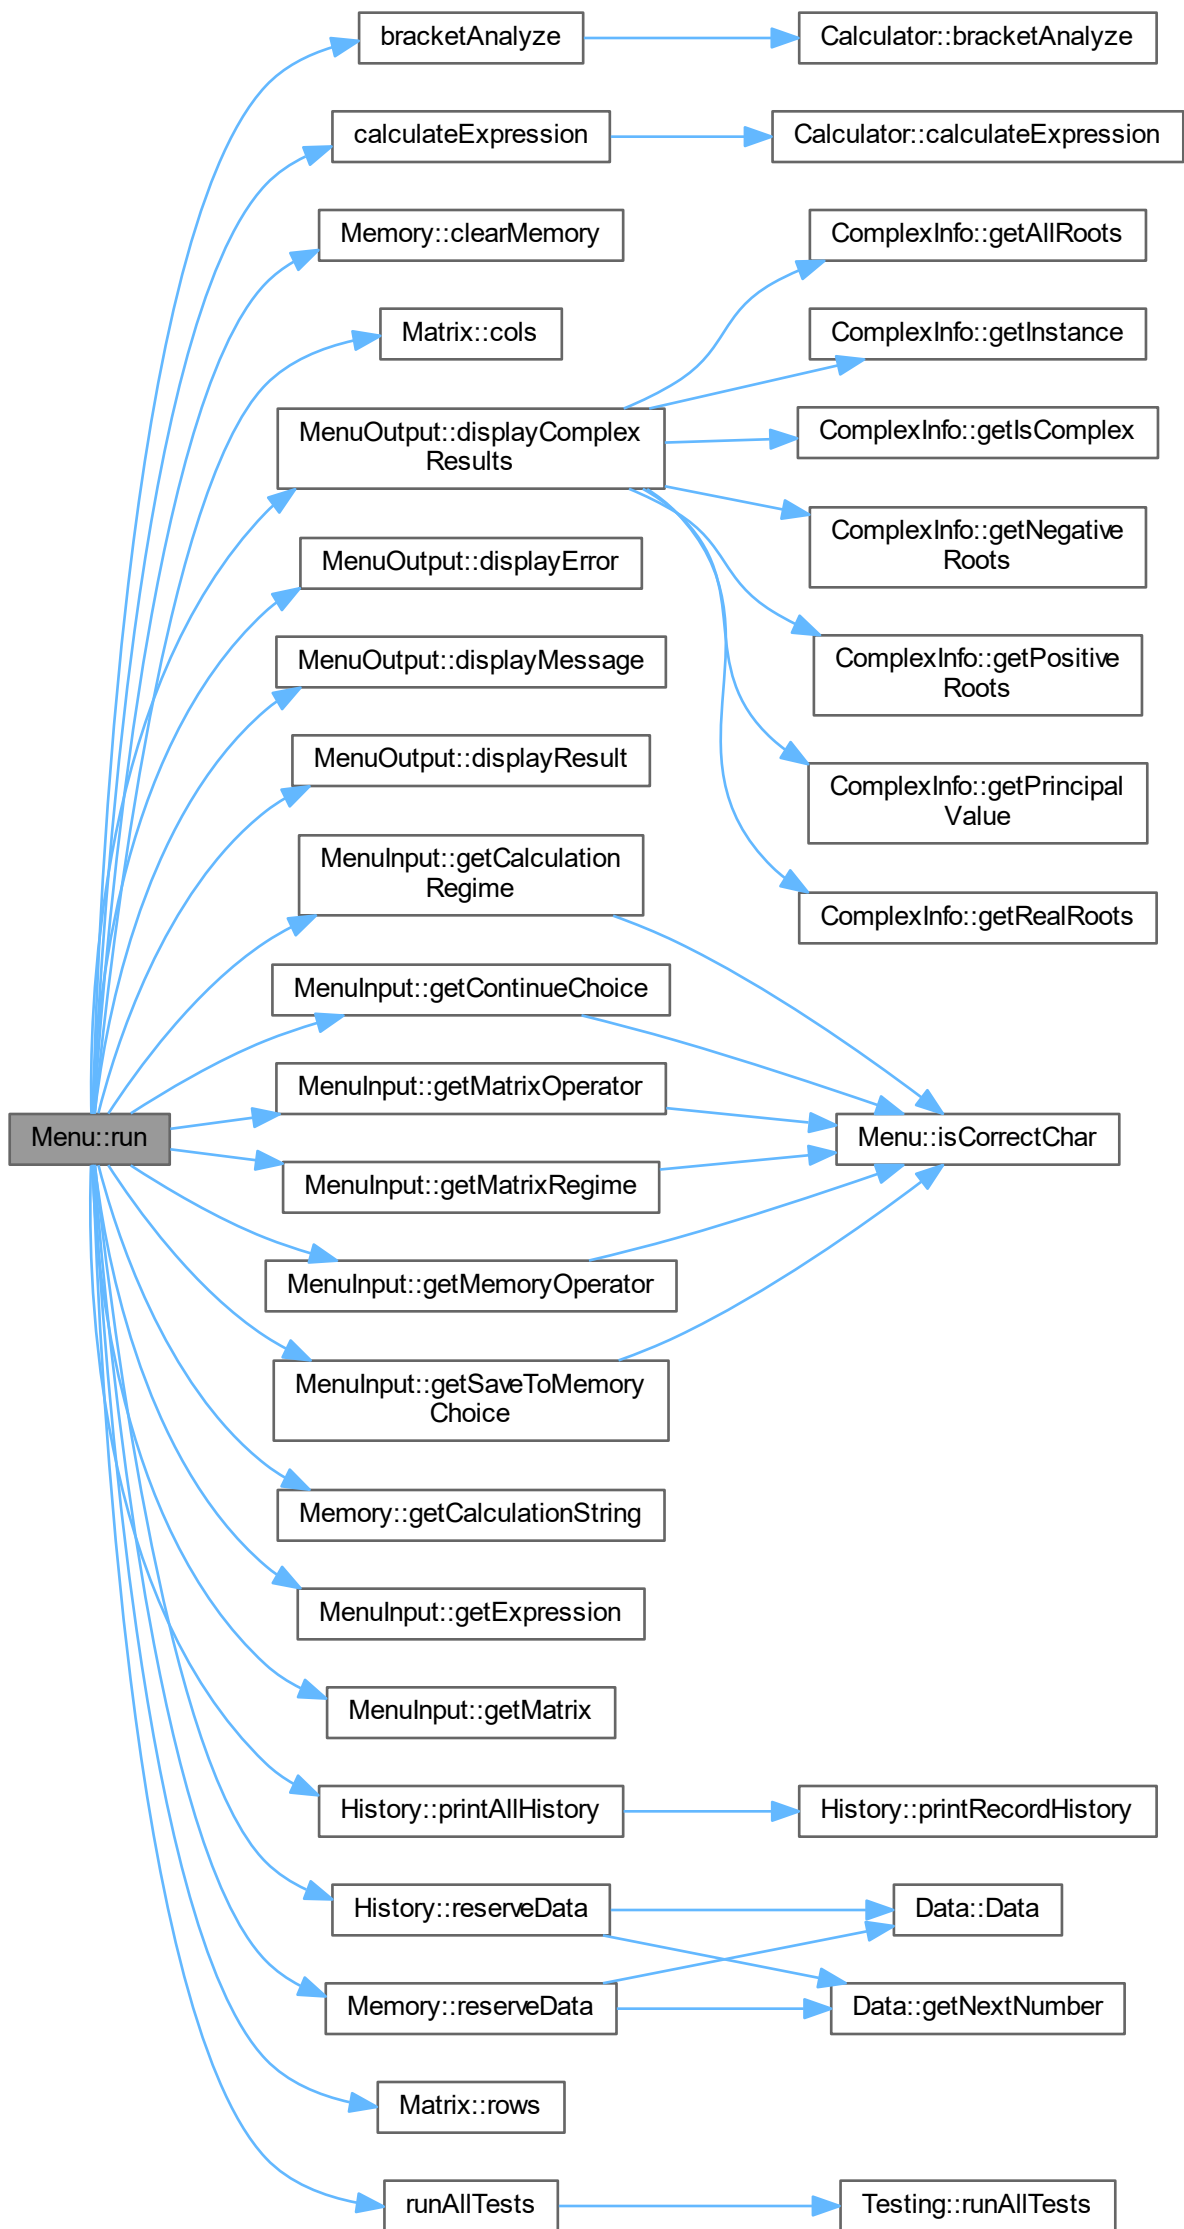 bracketAnalyze
Calculator::bracketAnalyze
calculateExpression
Calculator::calculateExpression
Memory::clearMemory
ComplexInfo::getAllRoots
Matrix::cols
ComplexInfo::getInstance
MenuOutput::displayComplex
Results
ComplexInfo::getIsComplex
MenuOutput::displayError
ComplexInfo::getNegative
Roots
MenuOutput::displayMessage
ComplexInfo::getPositive
Roots
MenuOutput::displayResult
ComplexInfo::getPrincipal
Value
MenuInput::getCalculation
Regime
ComplexInfo::getRealRoots
MenuInput::getContinueChoice
MenuInput::getMatrixOperator
Menu::run
Menu::isCorrectChar
MenuInput::getMatrixRegime
MenuInput::getMemoryOperator
MenuInput::getSaveToMemory
Choice
Memory::getCalculationString
MenuInput::getExpression
MenuInput::getMatrix
History::printAllHistory
History::printRecordHistory
History::reserveData
Data::Data
Memory::reserveData
Data::getNextNumber
Matrix::rows
runAllTests
Testing::runAllTests